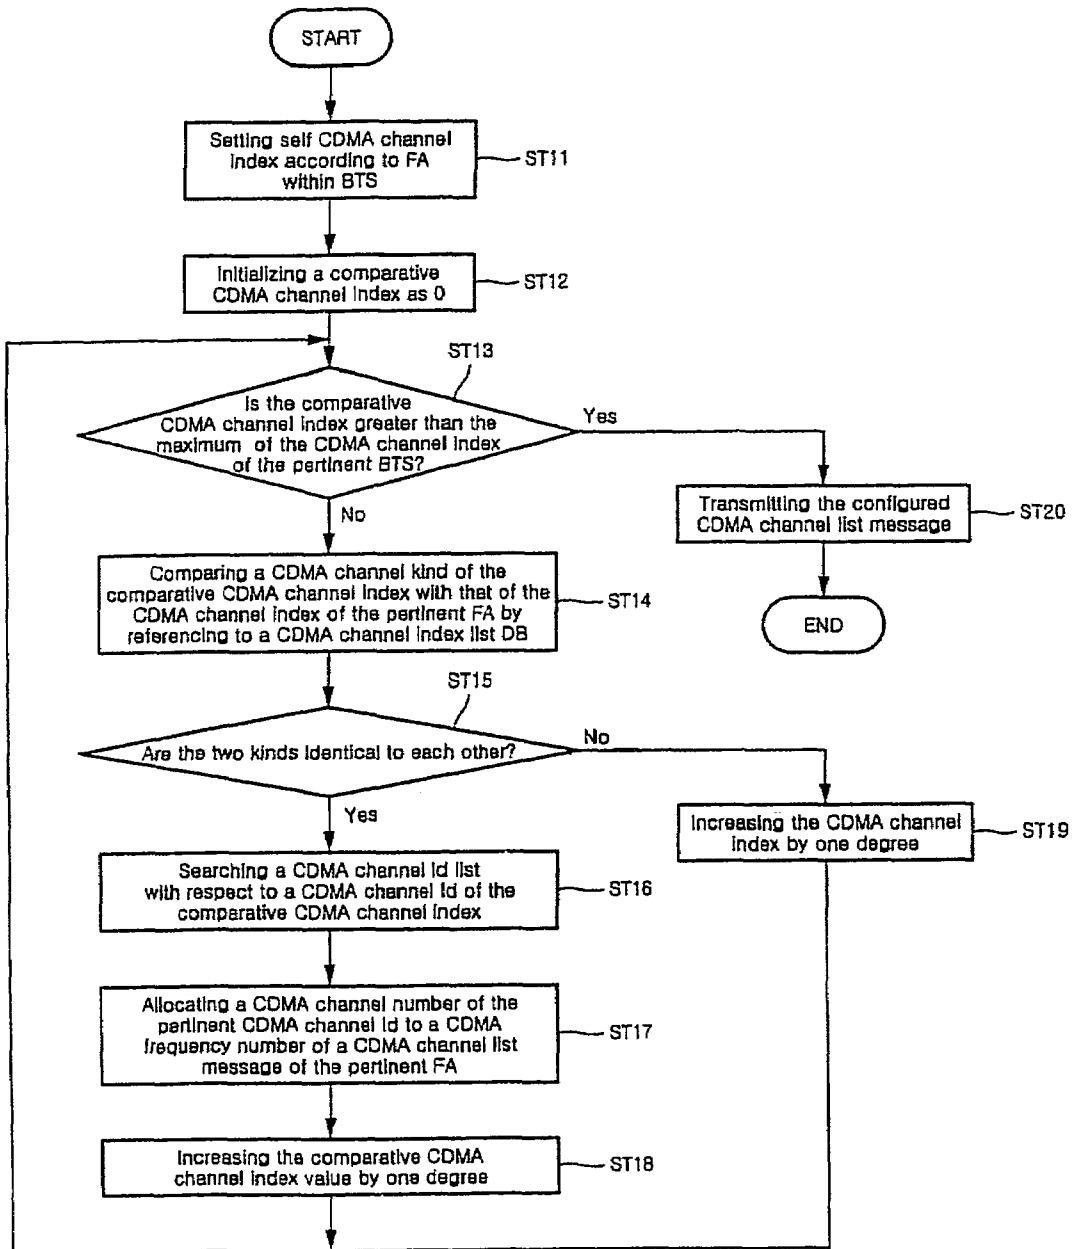 START
Setting self CDMA channel
index according to FA
within BTS
ST11
Initializing a comparative
CDMA channel index as 0
ST12
ST13
Is the comparative
CDMA channel index greater than the
maximum of the CDMA channel index
of the pertinent BTS?
Yes
No
Transmitting the configured
CDMA channel list message
ST20
END
Comparing a CDMA channel kind of the
comparative CDMA channel index with that of the
CDMA channel index of the pertinent FA by
referencing to a CDMA channel index list DB
ST14
ST15
Are the two kinds identical to each other?
No
Yes
Increasing the CDMA channel
index by one degree
ST19
Searching a CDMA channel id list
with respect to a CDMA channel id of the
comparative CDMA channel index
ST16
Allocating a CDMA channel number of the
pertinent CDMA channel id to a CDMA
frequency number of a CDMA channel list
message of the pertinent FA
ST17
Increasing the comparative CDMA
channel index value by one degree
ST18